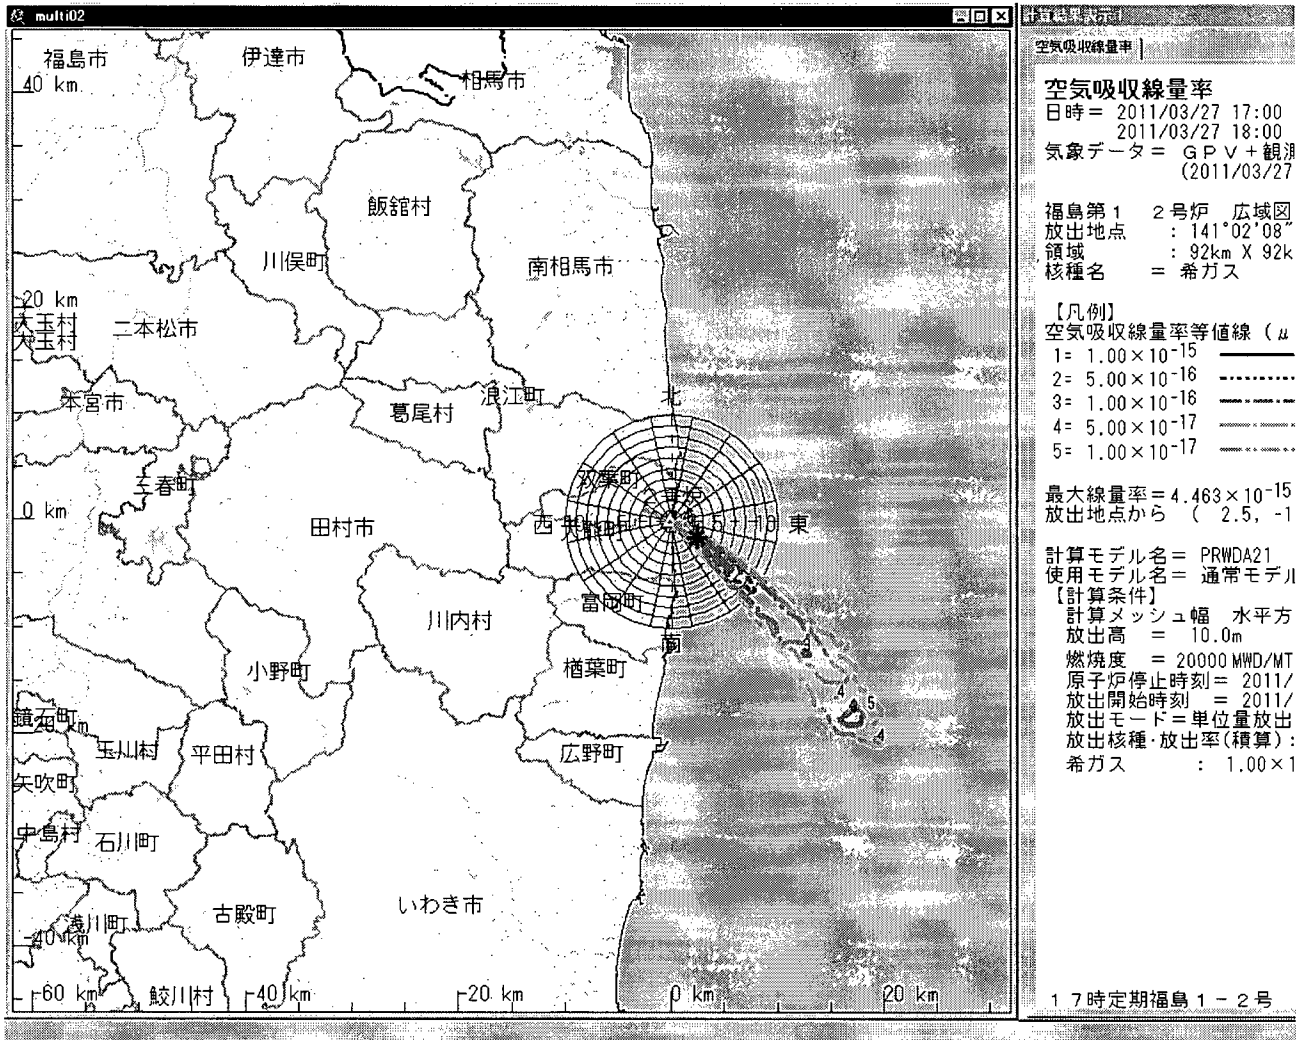 multi02
計算結果表示1
空気吸収線量率
福島市
伊達市
相馬市
40 km
飯舘村
川俣町
南相馬市
20 km
大玉村
大玉村
二本松市
本宮市
葛尾村
浪江町
北
三春町
双葉町
0 km
田村市
西
東
富岡町
川内村
南
小野町
楢葉町
4
5
4
鏡石町
玉川村
平田村
広野町
矢吹町
中島村
石川町
浅川町
古殿町
いわき市
-40 km
鮫川村
-60 km
-40 km
-20 km
0 km
20 km
空気吸収線量率
日時= 2011/03/27 17:00
2011/03/27 18:00
気象データ= GPV+観測
(2011/03/27
福島第1 2号炉 広域図
放出地点 : 141°02'08"
領域 : 92km X 92k
核種名 = 希ガス
【凡例】
空気吸収線量率等値線 (μ
1= 1.00×10-15
2= 5.00×10-16
3= 1.00×10-16
4= 5.00×10-17
5= 1.00×10-17
最大線量率=4.463×10-15
放出地点から ( 2.5, -1
計算モデル名= PRWDA21
使用モデル名= 通常モデル
【計算条件】
計算メッシュ幅 水平方
放出高 = 10.0m
燃焼度 = 20000MWD/MT
原子炉停止時刻= 2011/
放出開始時刻 = 2011/
放出モード=単位量放出
放出核種・放出率(積算):
希ガス : 1.00×1
17時定期福島1-2号